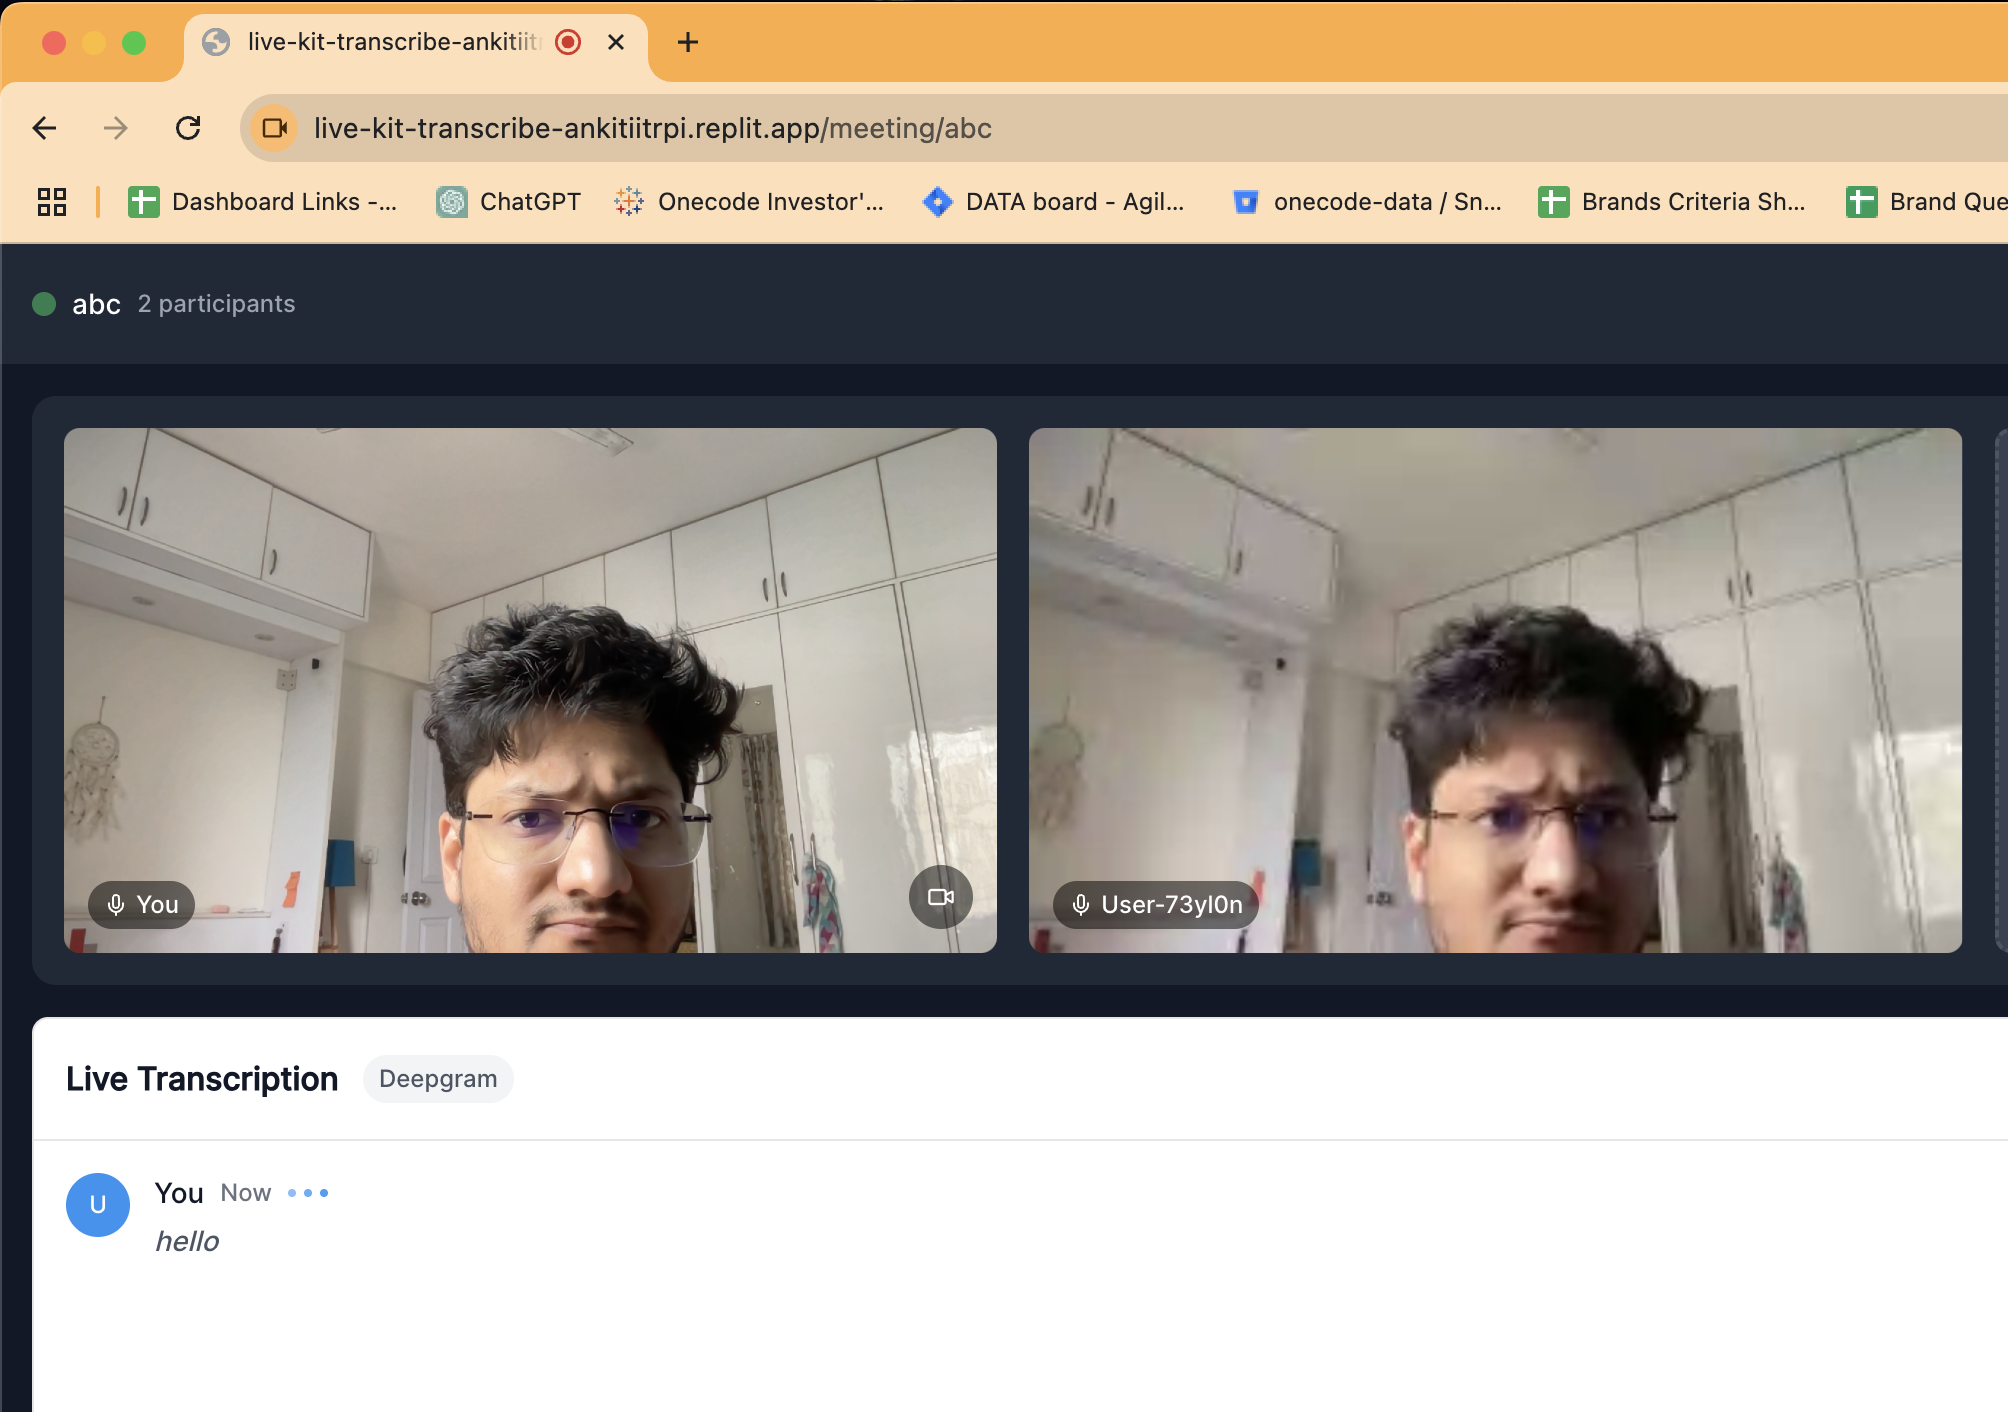 live-kit-transcribe-ankitiit
live-kit-transcribe-ankitiitrpi.replit.app/meeting/abc
Dashboard Links -... ChatGPT Onecode Investor'... DATA board - Agil... onecode-data / Sn... Brands Criteria Sh... Brand Que
abc 2 participants
You
User-73yl0n
Live Transcription Deepgram
U You Now
hello